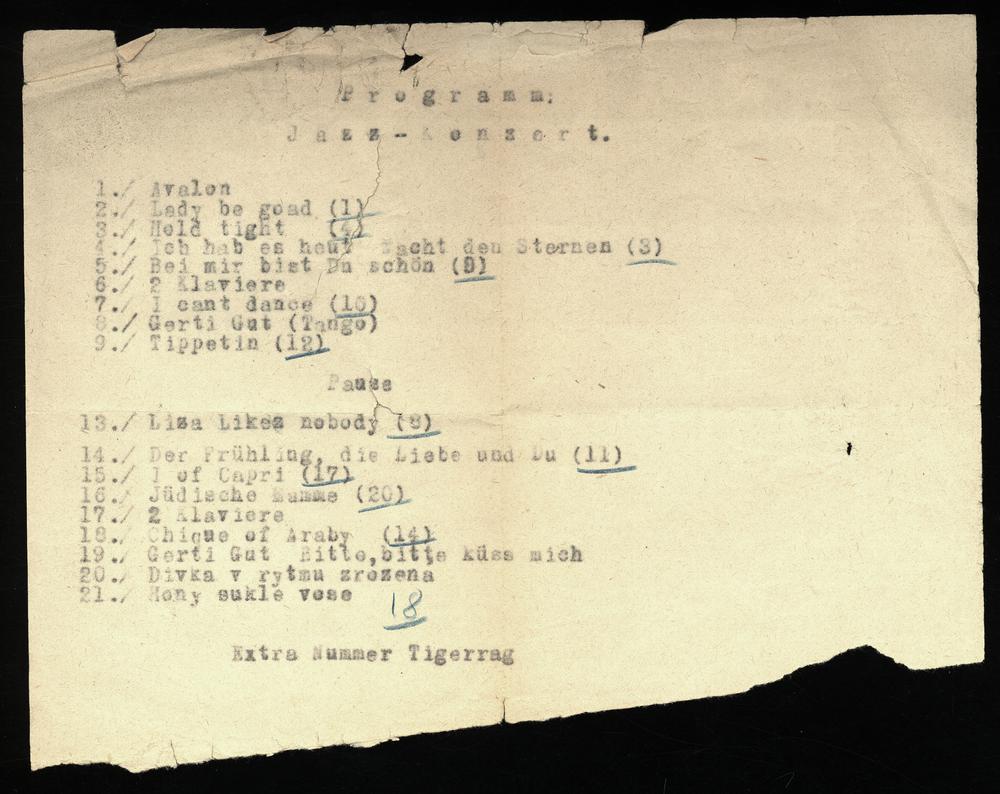 Programm:
Jazz-Konzert.
1./ Avalon
2./ Lady be goad (1)
3./ Hold tight (4)
4./ Ich hab es heut Nacht den Sternen (3)
5./ Bei mir bist Du schön (9)
6./ 2 Klaviere
7./ I cant dance (10)
8./ Gerti Gut (Tango)
9./ Tippetin (12)
Pause
13./ Liza Likes nobody (8)
14./ Der Frühling, die Liebe und Du (11)
15./ I of Capri (17)
16./ Jüdische Mamme (20)
17./ 2 Klaviere
18./ Chique of Araby (14)
19./ Gerti Gut Bitte,bitte küss mich
20./ Divka v rytmu zrozena
21./ Hony sukle vose
18
Extra Nummer Tigerrag